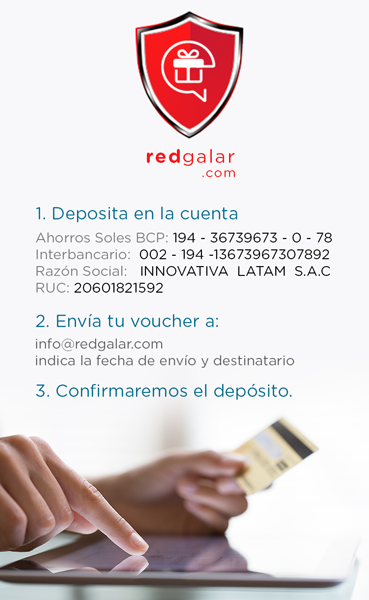 redgalar
.com
1. Deposita en la cuenta
Ahorros Soles BCP: 194 - 36739673 - 0 - 78
Interbancario: 002 - 194 -13673967307892
Razón Social: INNOVATIVA LATAM S.A.C
RUC: 20601821592
2. Envía tu voucher a:
info@redgalar.com
indica la fecha de envío y destinatario
3. Confirmaremos el depósito.